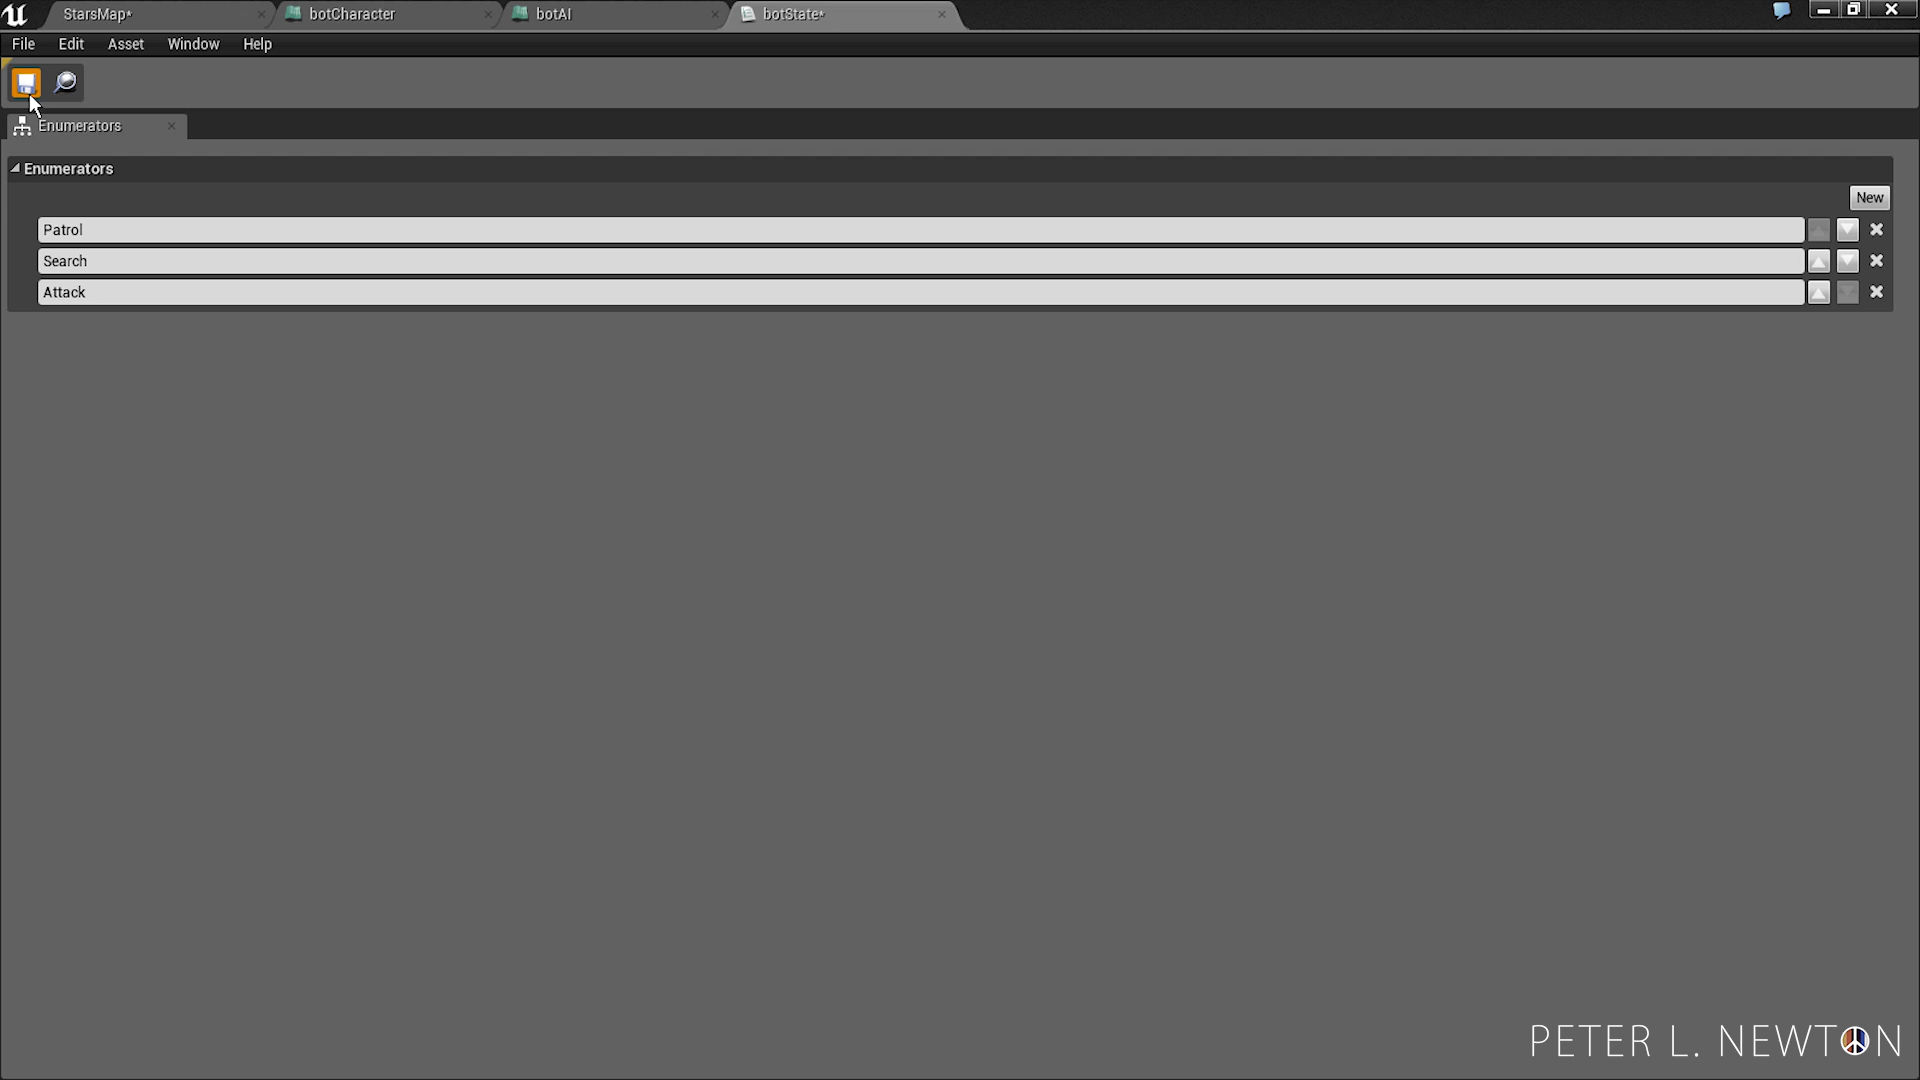 StarsMap*
botCharacter
botAI
botState*
File Edit Asset Window Help
Enumerators
Enumerators
New
Patrol
Search
Attack
PETER L. NEWTON